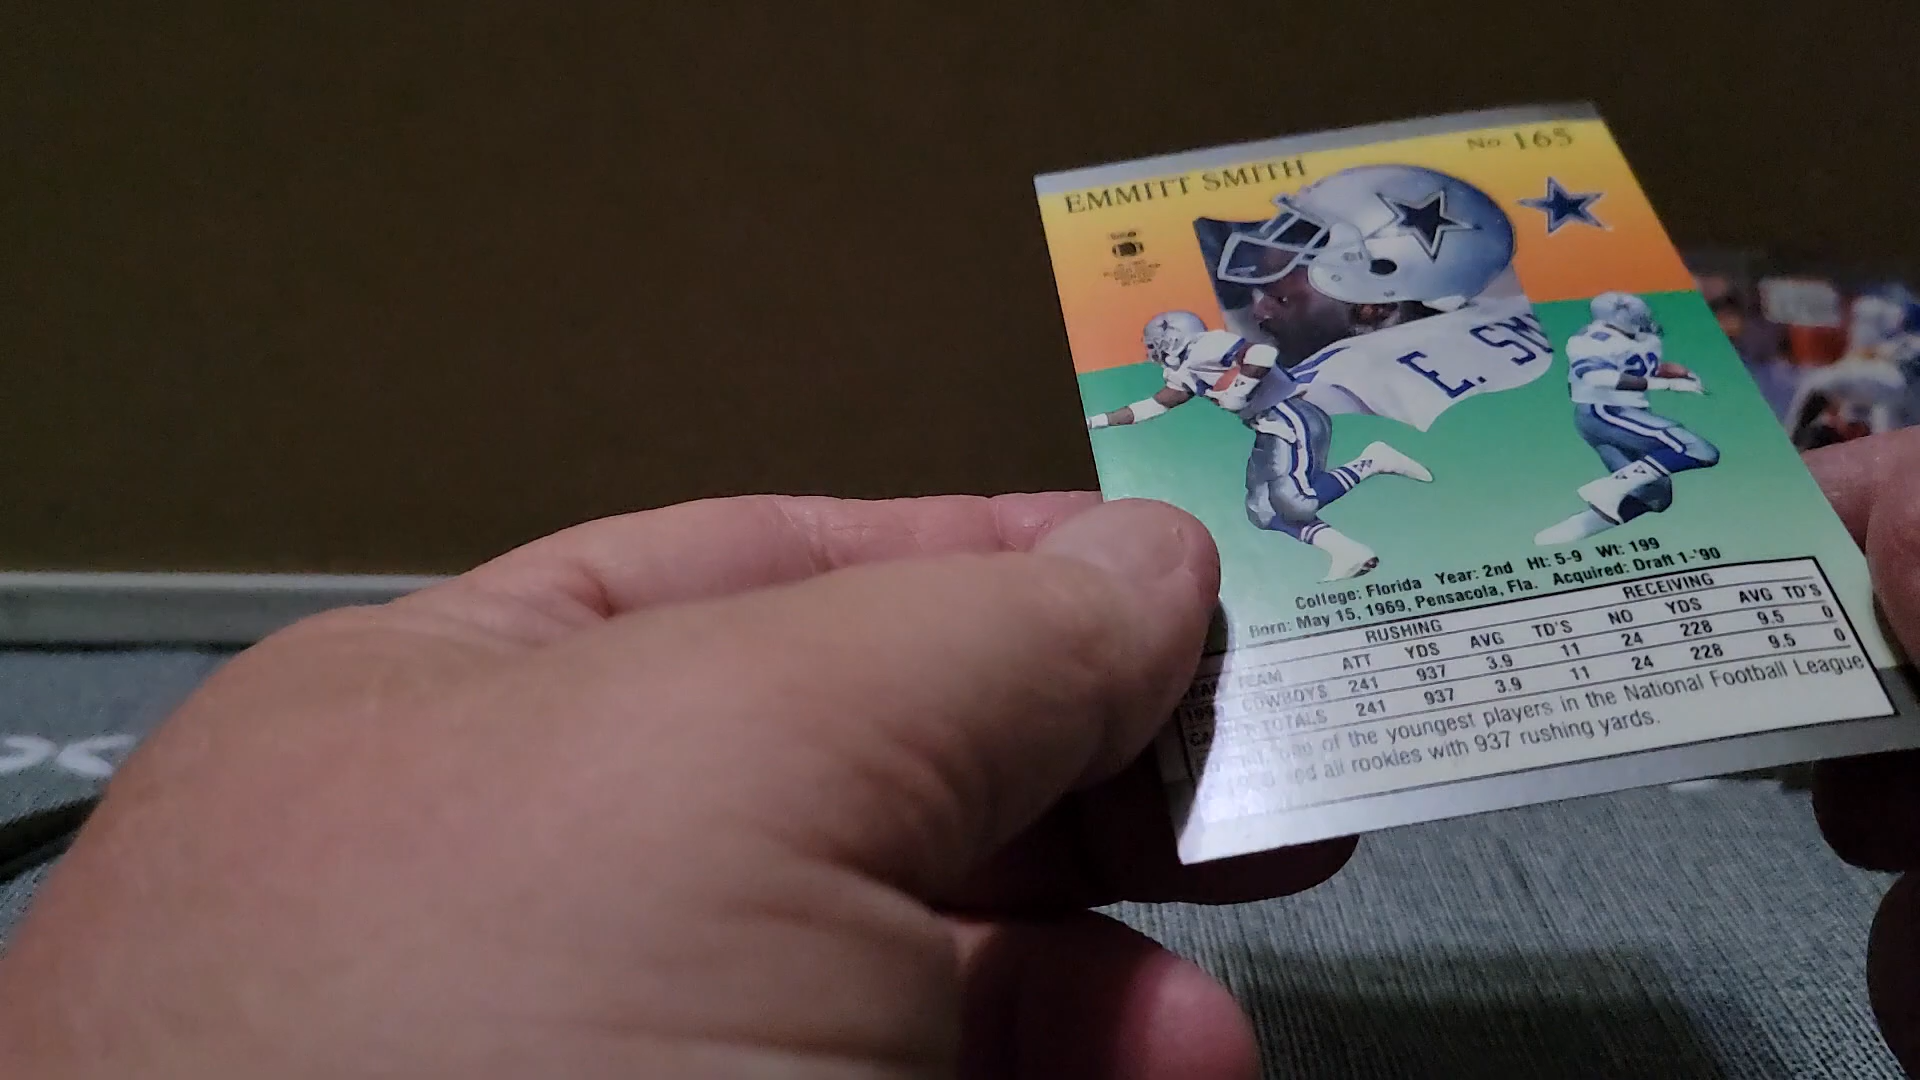 EMMITT SMITH
No 165
E. SM
22
College: Florida Year: 2nd Ht: 5-9 Wt: 199
Born: May 15, 1969, Pensacola, Fla. Acquired: Draft 1-'90
RUSHING RECEIVING
TEAM ATT YDS AVG TD'S NO YDS AVG TD'S
COWBOYS 241 937 3.9 11 24 228 9.5 0
TOTALS 241 937 3.9 11 24 228 9.5 0
of the youngest players in the National Football League
all rookies with 937 rushing yards.